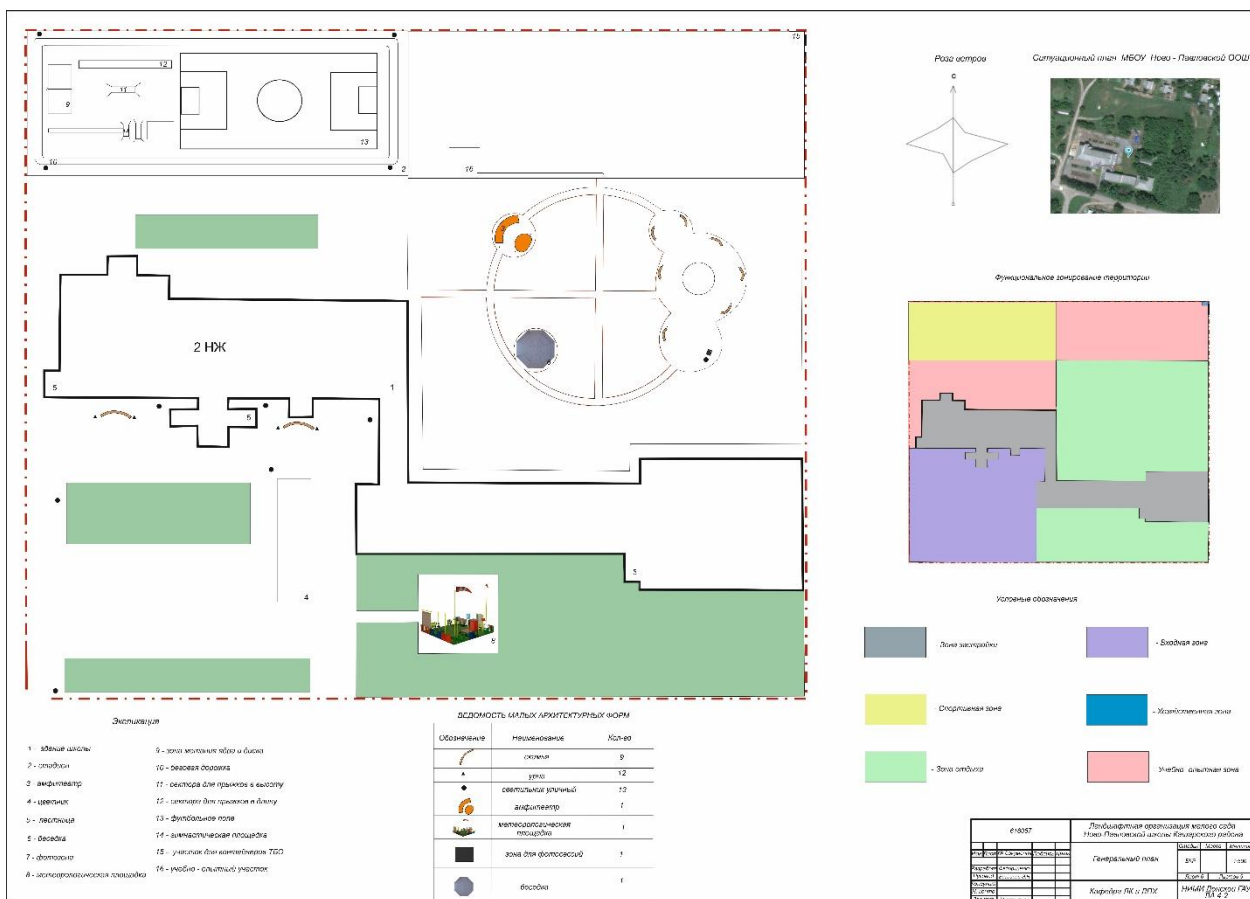 15
12
11
9
13
10
2
16
2 НЖ
5
1
5
4
3
8
Роза ветров
С
Ситуационный план МБОУ Ново - Павловской ООШ
Функциональное зонирование территории
Условные обозначения
- Зона застройки
- Входная зона
- Спортивная зона
- Хозяйственная зона
- Зона отдыха
- Учебно опытная зона
Экспикация
1 - здание школы
2 - стадион
3 - амфитеатр
4 - цветник
5 - лестница
6 - беседка
7 - фотозона
8 - метеорологическая площадка
9 - зона метания ядра и диска
10 - беговая дорожка
11 - сектора для прыжков в высоту
12 - сектора для прыжков в длину
13 - футбольное поле
14 - гимнастическая площадка
15 - участок для контейнеров ТБО
16 - учебно - опытный участок
ВЕДОМОСТЬ МАЛЫХ АРХИТЕКТУРНЫХ ФОРМ
Обозначение Наименование Кол-во
скамья 9
урна 12
светильник уличный 13
амфитеатр 1
метеорологическая площадка 1
зона для фотосессий 1
беседка 1
618057
Ландшафтная организация малого сада
Ново-Павловской школы
района
Генеральный план
Кафедра ЛК и ЛПХ
НИМИ Донской ГАУ